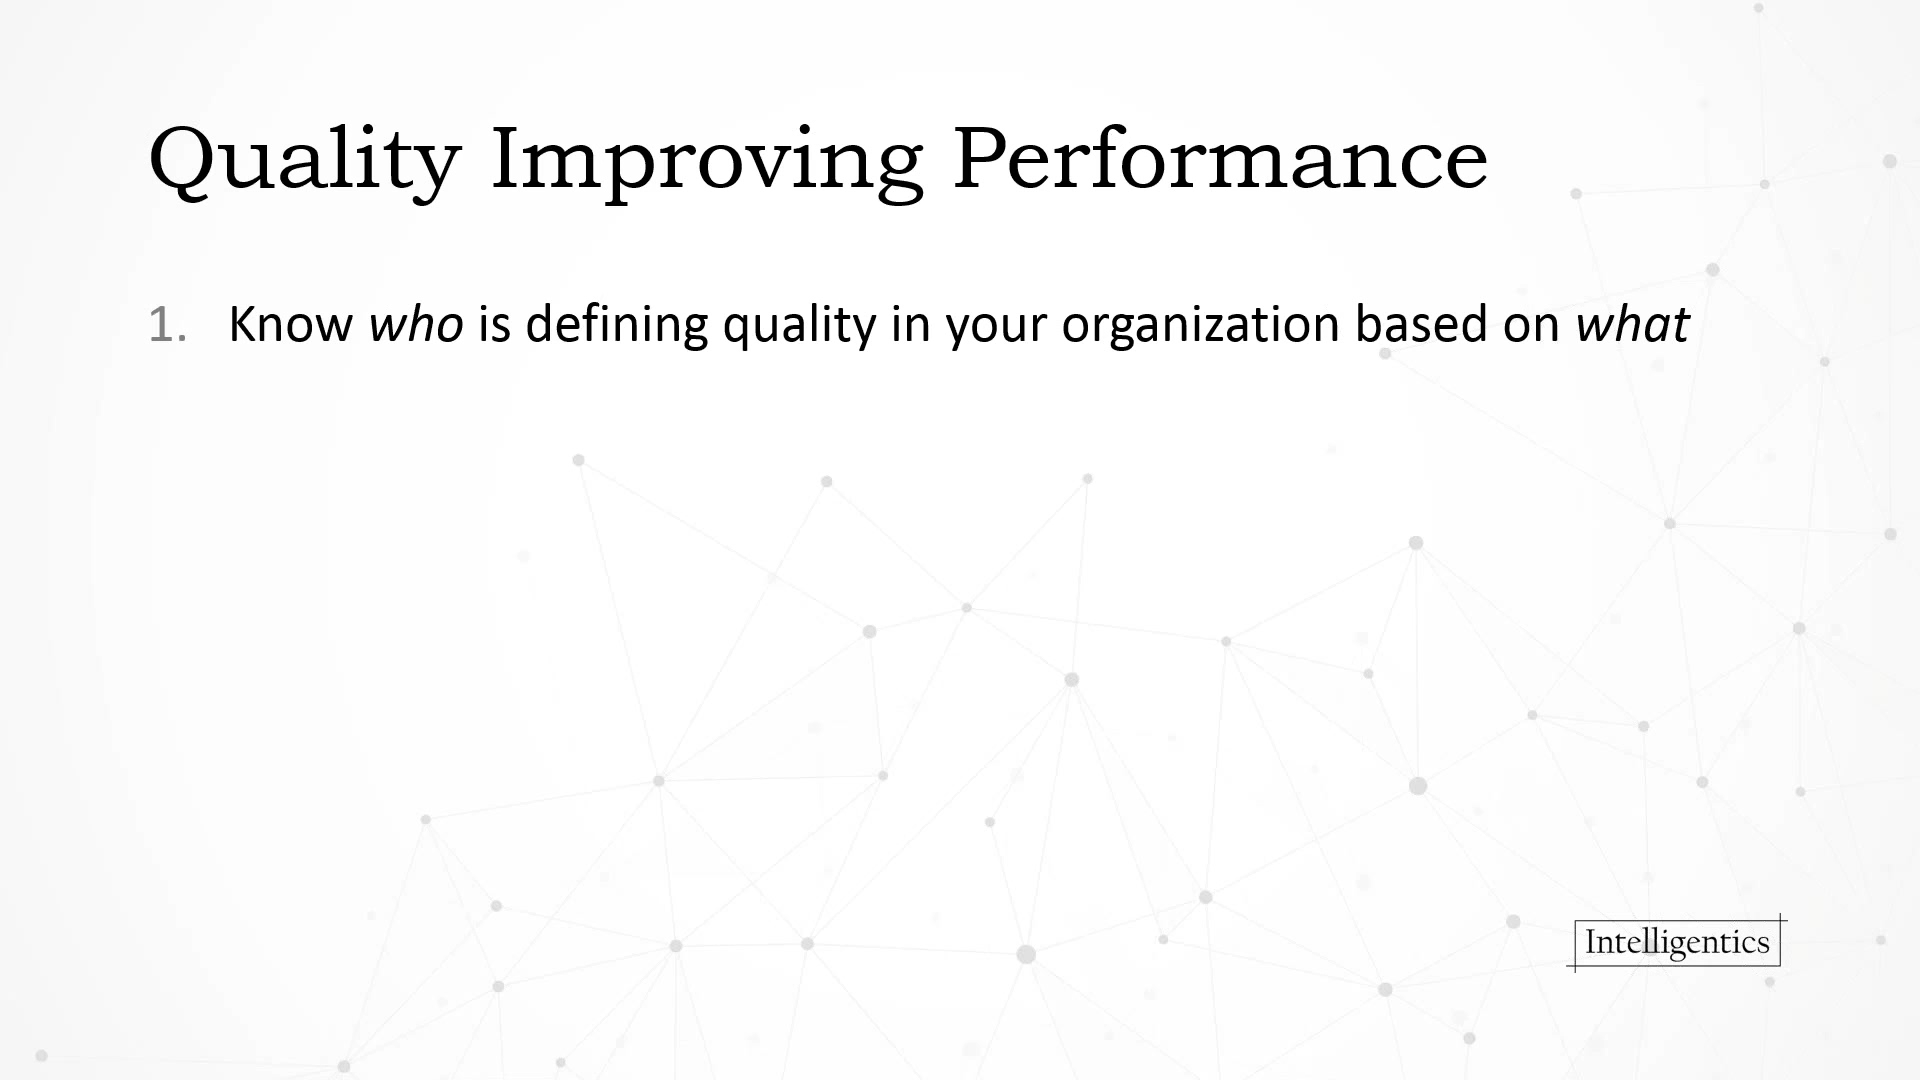 Quality Improving Performance
1. Know who is defining quality in your organization based on what
Intelligentics